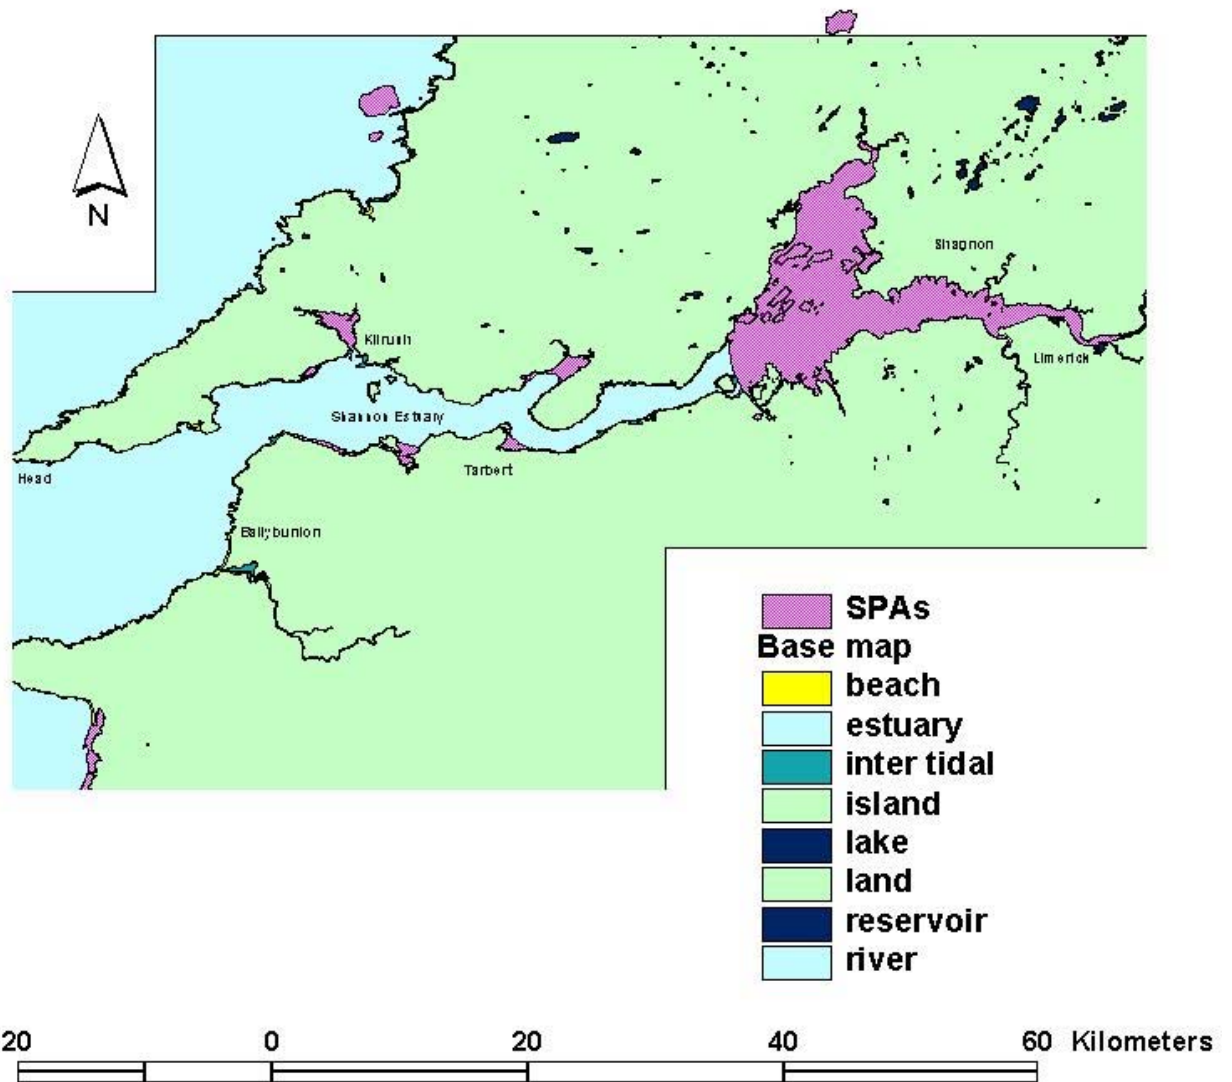 N
Shannon
Kilrush
Limerick
Shannon Estuary
Tarbert
Head
Ballybunion
SPAs
Base map
beach
estuary
inter tidal
island
lake
land
reservoir
river
20 0 20 40 60 Kilometers